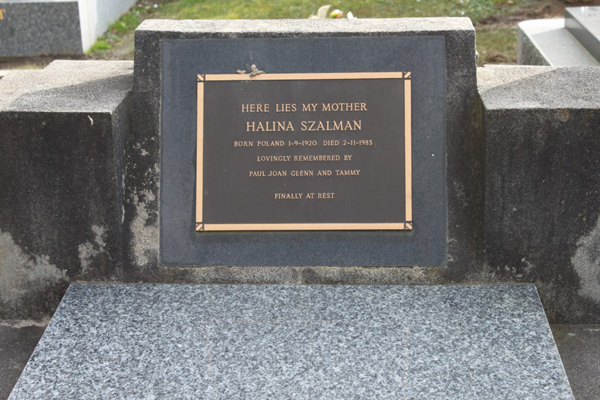 HERE LIES MY MOTHER
HALINA SZALMAN
BORN POLAND 1-9-1920 DIED 2-11-1983
LOVINGLY REMEMBERED BY
PAUL JOAN GLENN AND TAMMY
FINALLY AT REST